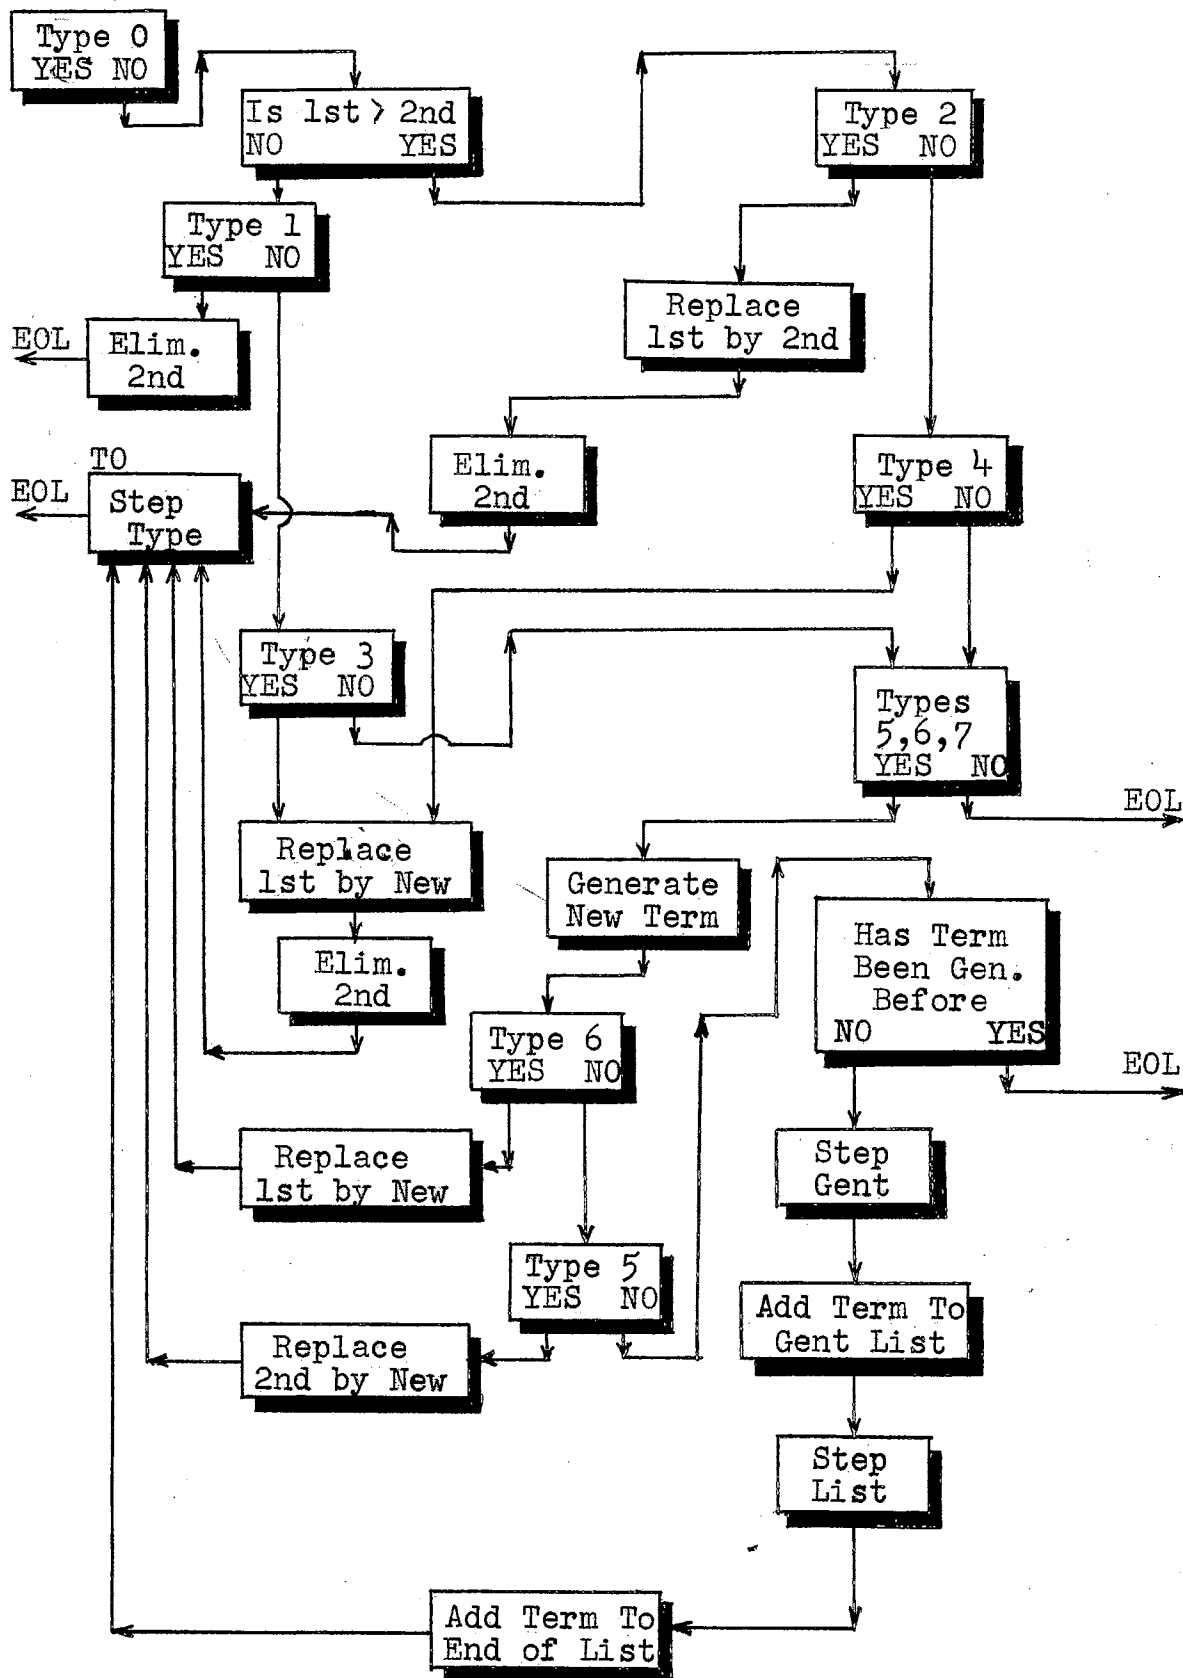 Type 0
YES NO
Is 1st > 2nd
NO YES
Type 2
YES NO
Type 1
YES NO
Replace
1st by 2nd
EOL
Elim.
2nd
Elim.
2nd
Type 4
YES NO
TO
EOL
Step
Type
Type 3
YES NO
Types
5,6,7
YES NO
EOL
Replace
1st by New
Generate
New Term
Has Term
Been Gen.
Before
NO YES
EOL
Elim.
2nd
Type 6
YES NO
Replace
1st by New
Step
Gent
Type 5
YES NO
Add Term To
Gent List
Replace
2nd by New
Step
List
Add Term To
End of List